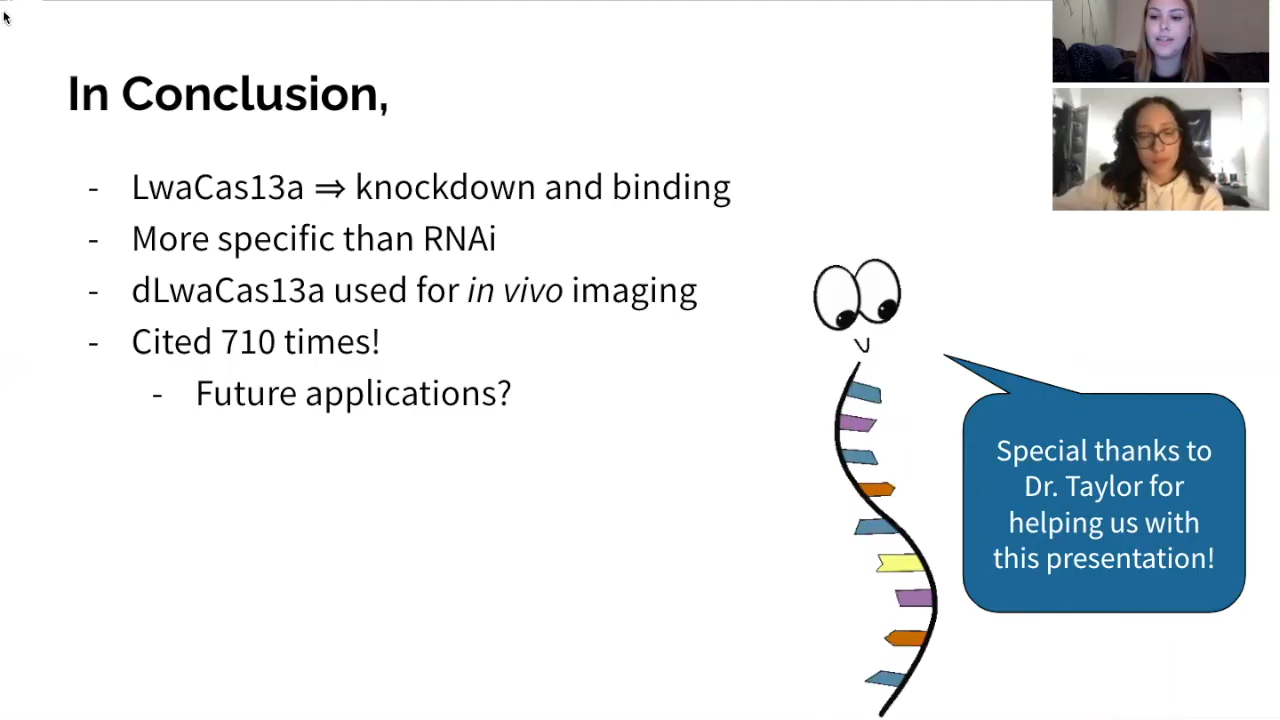 In Conclusion,
- LwaCas13a ⇒ knockdown and binding
- More specific than RNAi
- dLwaCas13a used for in vivo imaging
- Cited 710 times!
- Future applications?
Special thanks to
Dr. Taylor for
helping us with
this presentation!